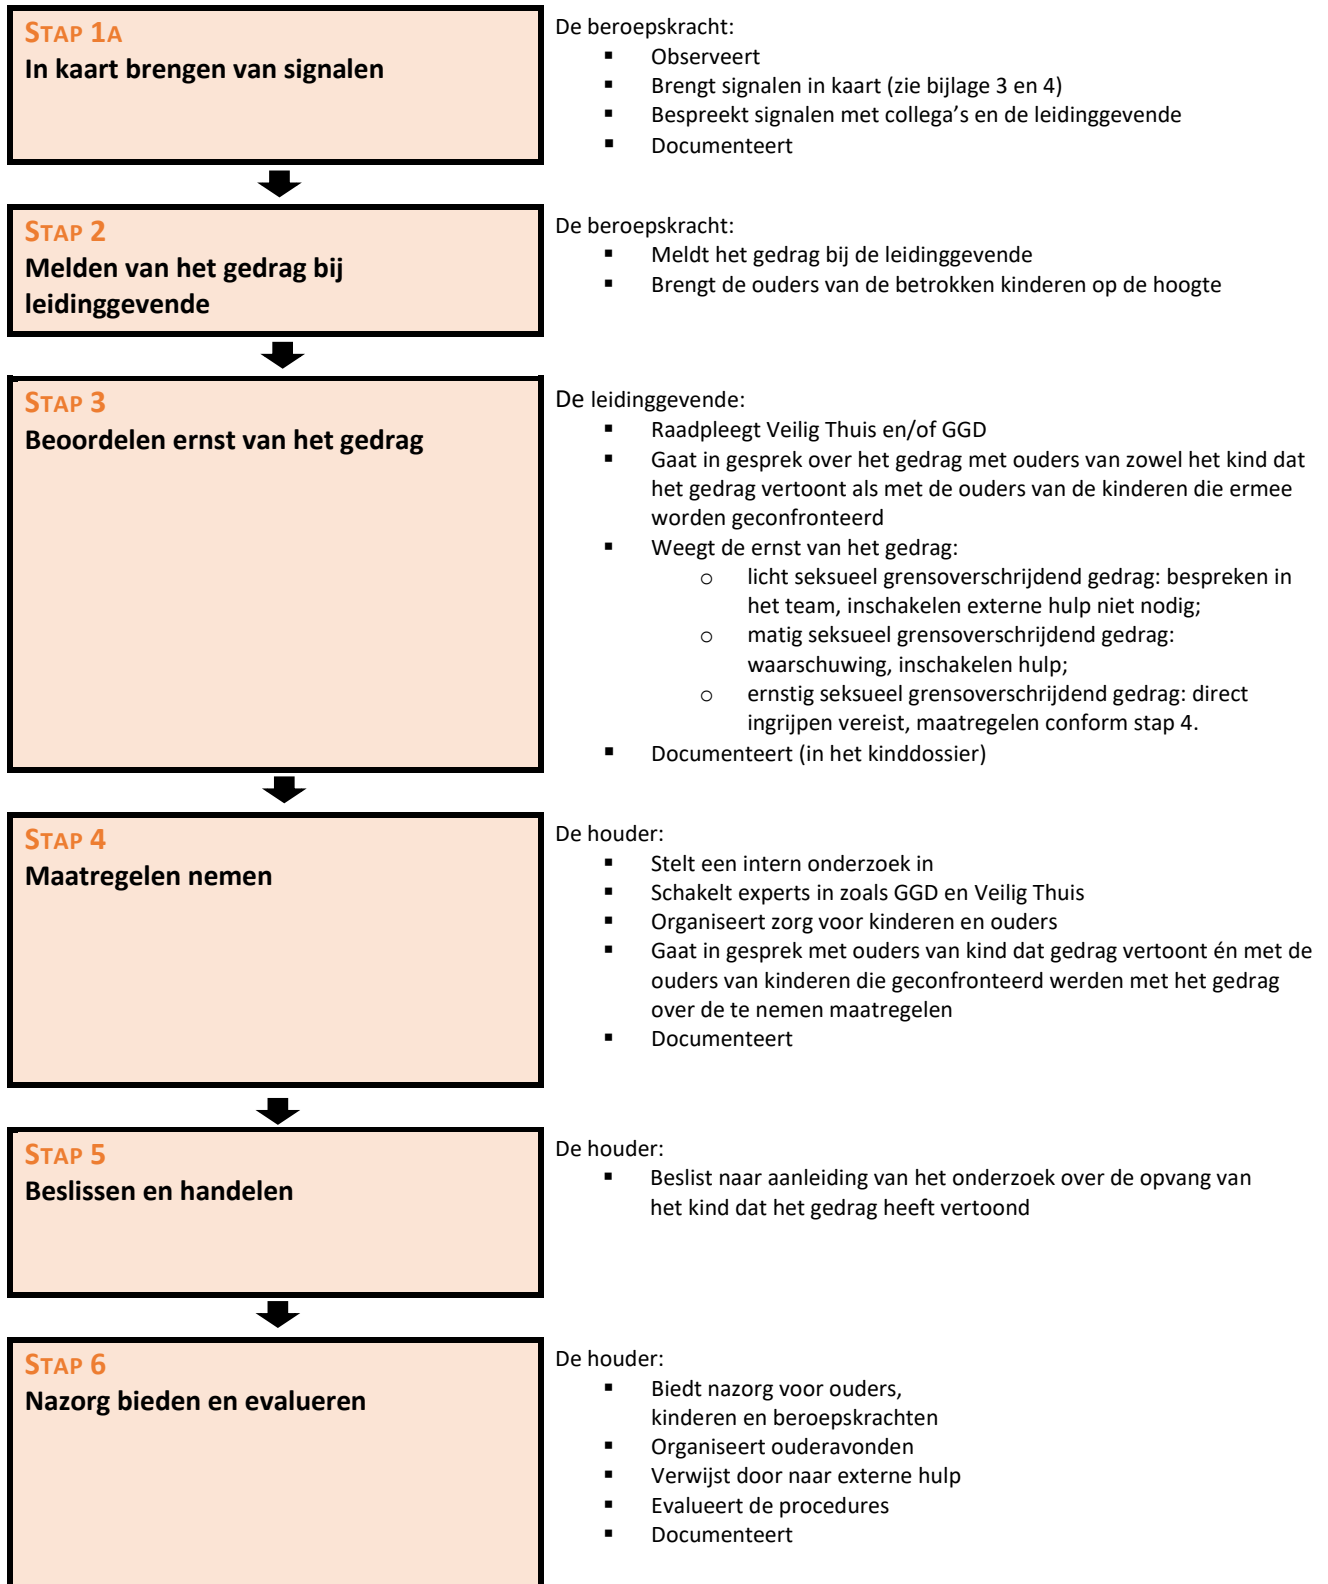 STAP 1A
In kaart brengen van signalen
De beroepskracht:
▪ Observeert
▪ Brengt signalen in kaart (zie bijlage 3 en 4)
▪ Bespreekt signalen met collega’s en de leidinggevende
▪ Documenteert
STAP 2
Melden van het gedrag bij
leidinggevende
De beroepskracht:
▪ Meldt het gedrag bij de leidinggevende
▪ Brengt de ouders van de betrokken kinderen op de hoogte
STAP 3
Beoordelen ernst van het gedrag
De leidinggevende:
▪ Raadpleegt Veilig Thuis en/of GGD
▪ Gaat in gesprek over het gedrag met ouders van zowel het kind dat
het gedrag vertoont als met de ouders van de kinderen die ermee
worden geconfronteerd
▪ Weegt de ernst van het gedrag:
o licht seksueel grensoverschrijdend gedrag: bespreken in
het team, inschakelen externe hulp niet nodig;
o matig seksueel grensoverschrijdend gedrag:
waarschuwing, inschakelen hulp;
o ernstig seksueel grensoverschrijdend gedrag: direct
ingrijpen vereist, maatregelen conform stap 4.
▪ Documenteert (in het kinddossier)
STAP 4
Maatregelen nemen
De houder:
▪ Stelt een intern onderzoek in
▪ Schakelt experts in zoals GGD en Veilig Thuis
▪ Organiseert zorg voor kinderen en ouders
▪ Gaat in gesprek met ouders van kind dat gedrag vertoont én met de
ouders van kinderen die geconfronteerd werden met het gedrag
over de te nemen maatregelen
▪ Documenteert
STAP 5
Beslissen en handelen
De houder:
▪ Beslist naar aanleiding van het onderzoek over de opvang van
het kind dat het gedrag heeft vertoond
STAP 6
Nazorg bieden en evalueren
De houder:
▪ Biedt nazorg voor ouders,
kinderen en beroepskrachten
▪ Organiseert ouderavonden
▪ Verwijst door naar externe hulp
▪ Evalueert de procedures
▪ Documenteert